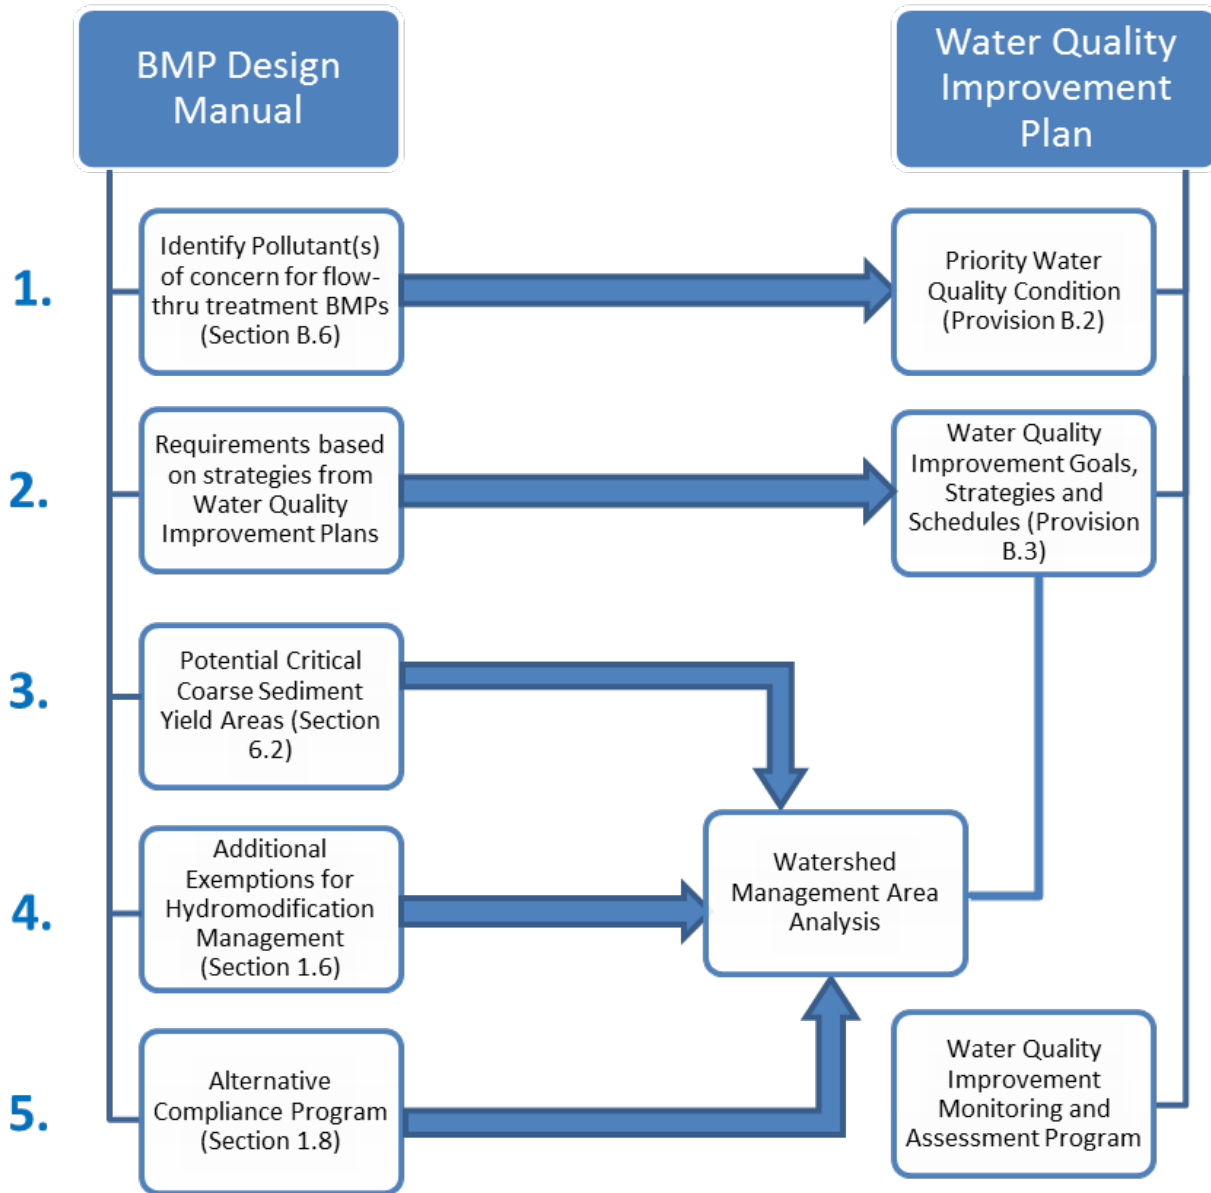 BMP Design
Manual
Water Quality
Improvement
Plan
1.
Identify Pollutant(s)
of concern for flow-
thru treatment BMPs
(Section B.6)
Priority Water
Quality Condition
(Provision B.2)
2.
Requirements based
on strategies from
Water Quality
Improvement Plans
Water Quality
Improvement Goals,
Strategies and
Schedules (Provision
B.3)
3.
Potential Critical
Coarse Sediment
Yield Areas (Section
6.2)
4.
Additional
Exemptions for
Hydromodification
Management
(Section 1.6)
Watershed
Management Area
Analysis
5.
Alternative
Compliance Program
(Section 1.8)
Water Quality
Improvement
Monitoring and
Assessment Program